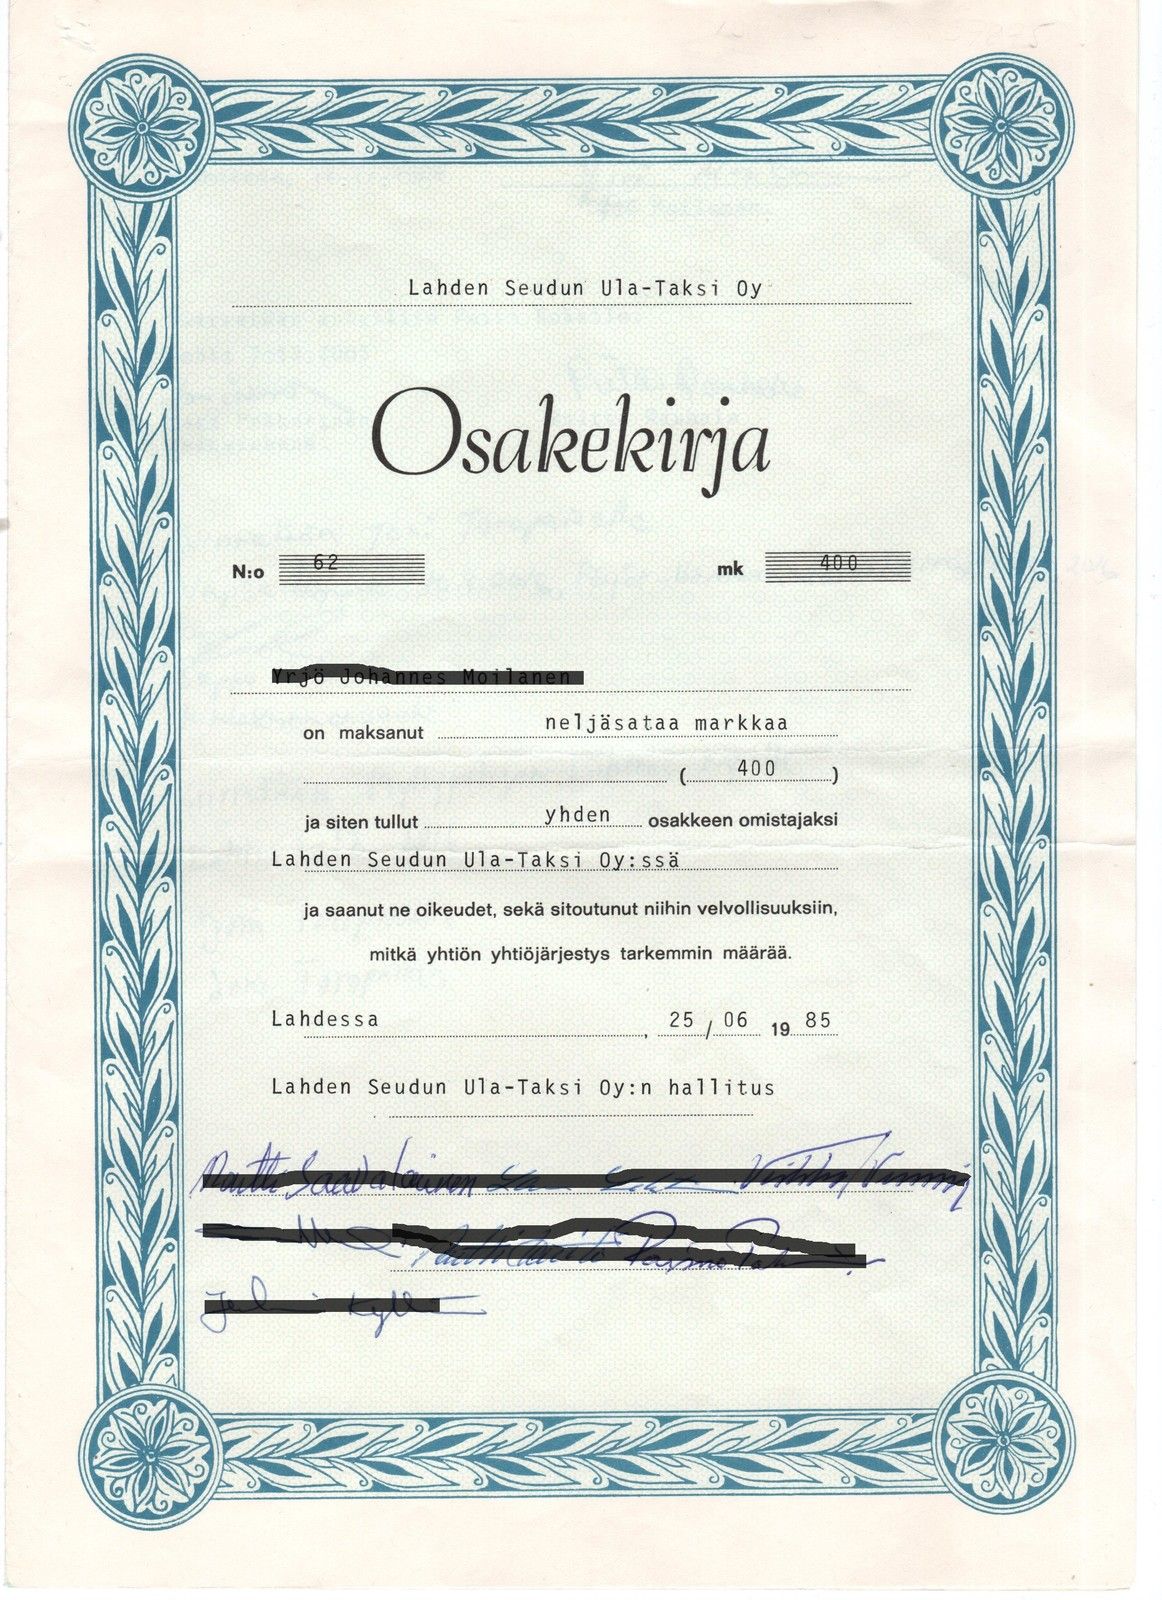 Lahden Seudun Ula-Taksi Oy
Osakekirja
N:o 62 mk 400
on maksanut neljäsataa markkaa
( 400 )
ja siten tullut yhden osakkeen omistajaksi
Lahden Seudun Ula-Taksi Oy:ssä
ja saanut ne oikeudet, sekä sitoutunut niihin velvollisuuksiin,
mitkä yhtiön yhtiöjärjestys tarkemmin määrää.
Lahdessa , 25 / 06 19 85
Lahden Seudun Ula-Taksi Oy:n hallitus